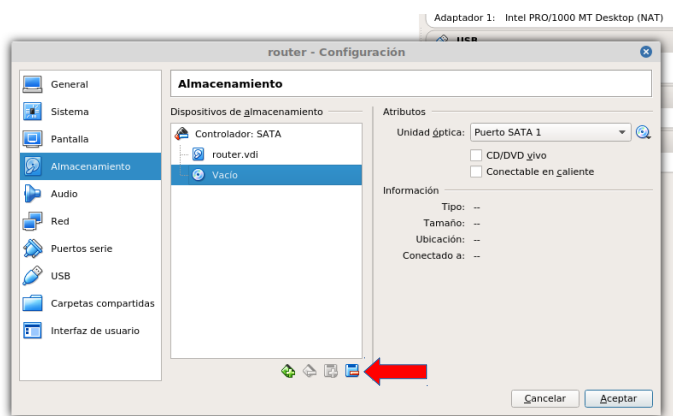 Adaptador 1: Intel PRO/1000 MT Desktop (NAT)
USB
router - Configuración
General
Sistema
Pantalla
Almacenamiento
Audio
Red
Puertos serie
USB
Carpetas compartidas
Interfaz de usuario
Almacenamiento
Dispositivos de almacenamiento
Controlador: SATA
router.vdi
Vacío
Atributos
Unidad óptica: Puerto SATA 1
CD/DVD vivo
Conectable en caliente
Información
Tipo: --
Tamaño: --
Ubicación: --
Conectado a: --
Cancelar Aceptar